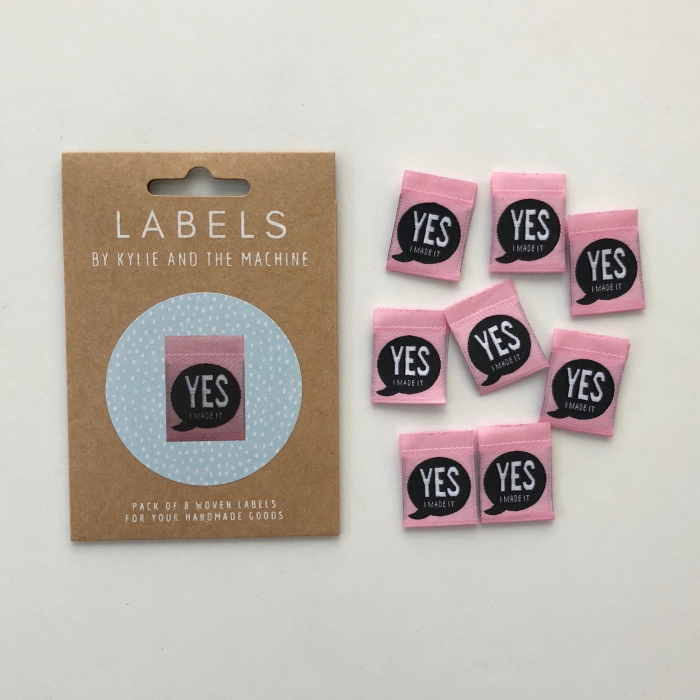 LABELS
BY KYLIE AND THE MACHINE
YES
I MADE IT
PACK OF 8 WOVEN LABELS
FOR YOUR HANDMADE GOODS
YES
I MADE IT
YES
I MADE IT
YES
I MADE IT
YES
I MADE IT
YES
I MADE IT
YES
I MADE IT
YES
I MADE IT
YES
I MADE IT